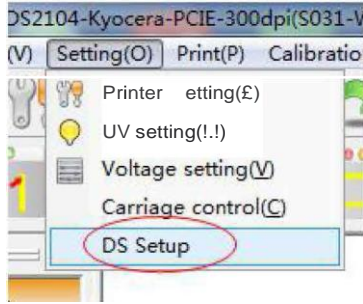 DS2104-Kyocera-PCIE-300dpi(S031-V
(V) Setting(O) Print(P) Calibratio
Printer etting(£)
UV setting(!.!)
Voltage setting(V)
Carriage control(C)
DS Setup